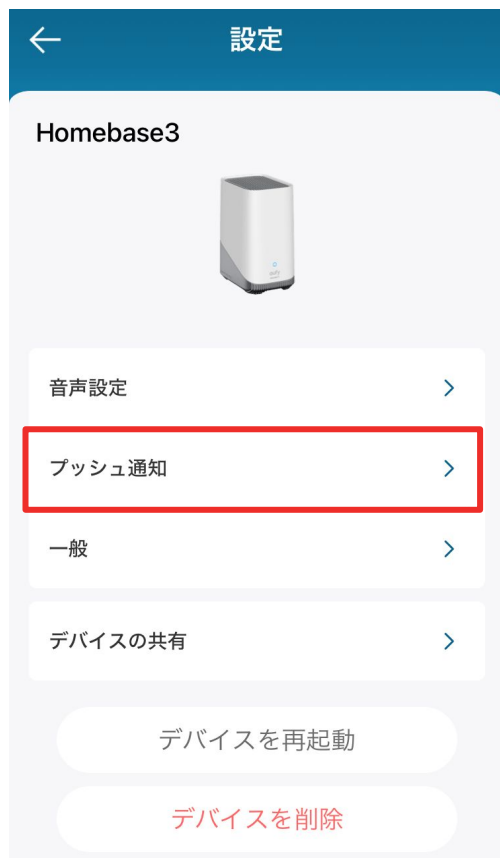 設定
Homebase3
eufy
音声設定
プッシュ通知
一般
デバイスの共有
デバイスを再起動
デバイスを削除